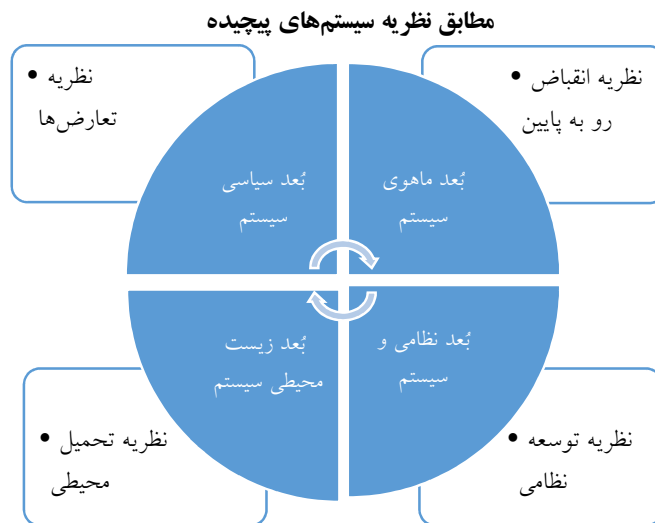 مطابق نظریه سیستم‌های پیچیده
• نظریه انقباض
رو به پایین
بُعد ماهوی
سیستم
• نظریه
تعارض‌ها
بُعد سیاسی
سیستم
بُعد نظامی و
سیستم
• نظریه توسعه
نظامی
بُعد زیست
محیطی سیستم
• نظریه تحمیل
محیطی